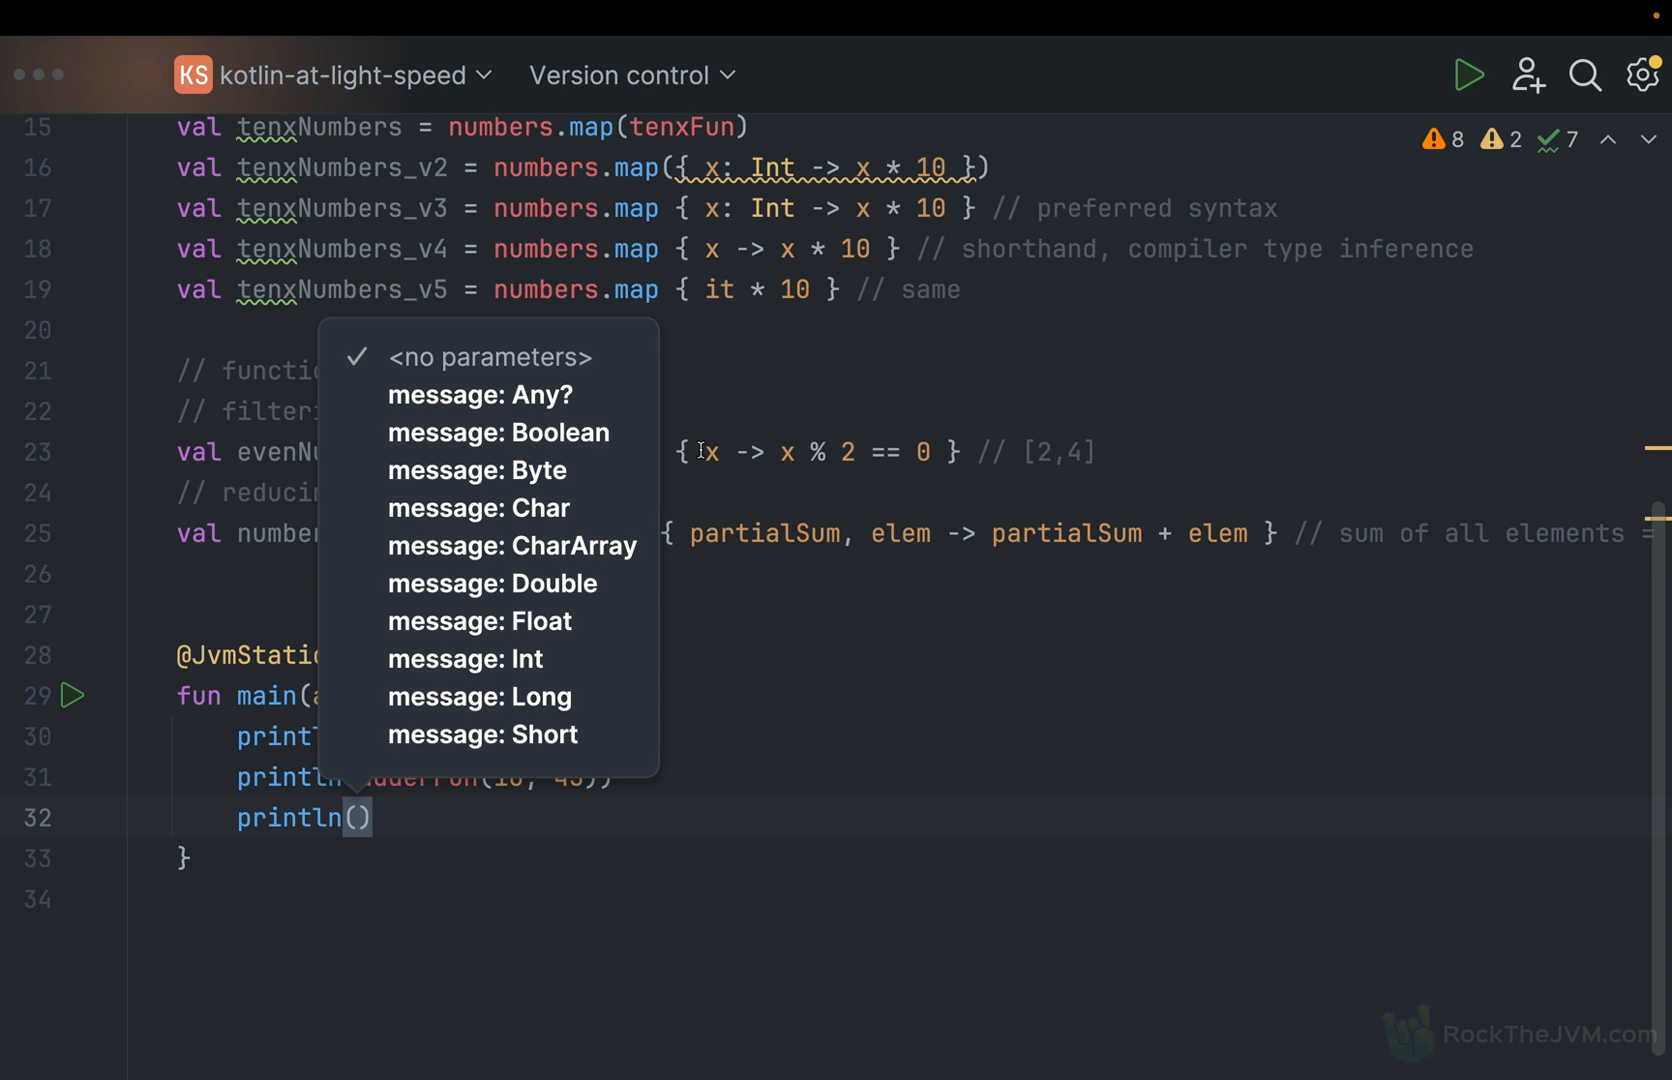 KS kotlin-at-light-speed Version control
8 2 7
15 val tenxNumbers = numbers.map(tenxFun)
16 val tenxNumbers_v2 = numbers.map({ x: Int -> x * 10 })
17 val tenxNumbers_v3 = numbers.map { x: Int -> x * 10 } // preferred syntax
18 val tenxNumbers_v4 = numbers.map { x -> x * 10 } // shorthand, compiler type inference
19 val tenxNumbers_v5 = numbers.map { it * 10 } // same
20
<no parameters>
21 // functi
message: Any?
22 // filter
message: Boolean
23 val evenNu { x -> x % 2 == 0 } // [2,4]
message: Byte
24 // reduci
message: Char
25 val number { partialSum, elem -> partialSum + elem } // sum of all elements =
message: CharArray
26
message: Double
27
message: Float
28 @JvmStati
message: Int
29 fun main(
message: Long
30 print
message: Short
31 println
32 println()
33 }
34
RockTheJVM.com